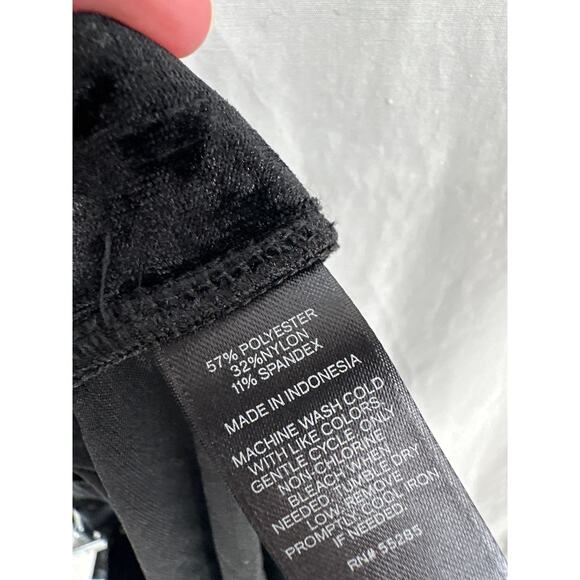 57% POLYESTER
32%NYLON
11% SPANDEX
MADE IN INDONESIA
MACHINE WASH COLD
WITH LIKE COLORS.
GENTLE CYCLE. ONLY
NON-CHLORINE
BLEACH WHEN
NEEDED. TUMBLE DRY
LOW. REMOVE
PROMPTLY. COOL IRON
IF NEEDED.
RN# 55285